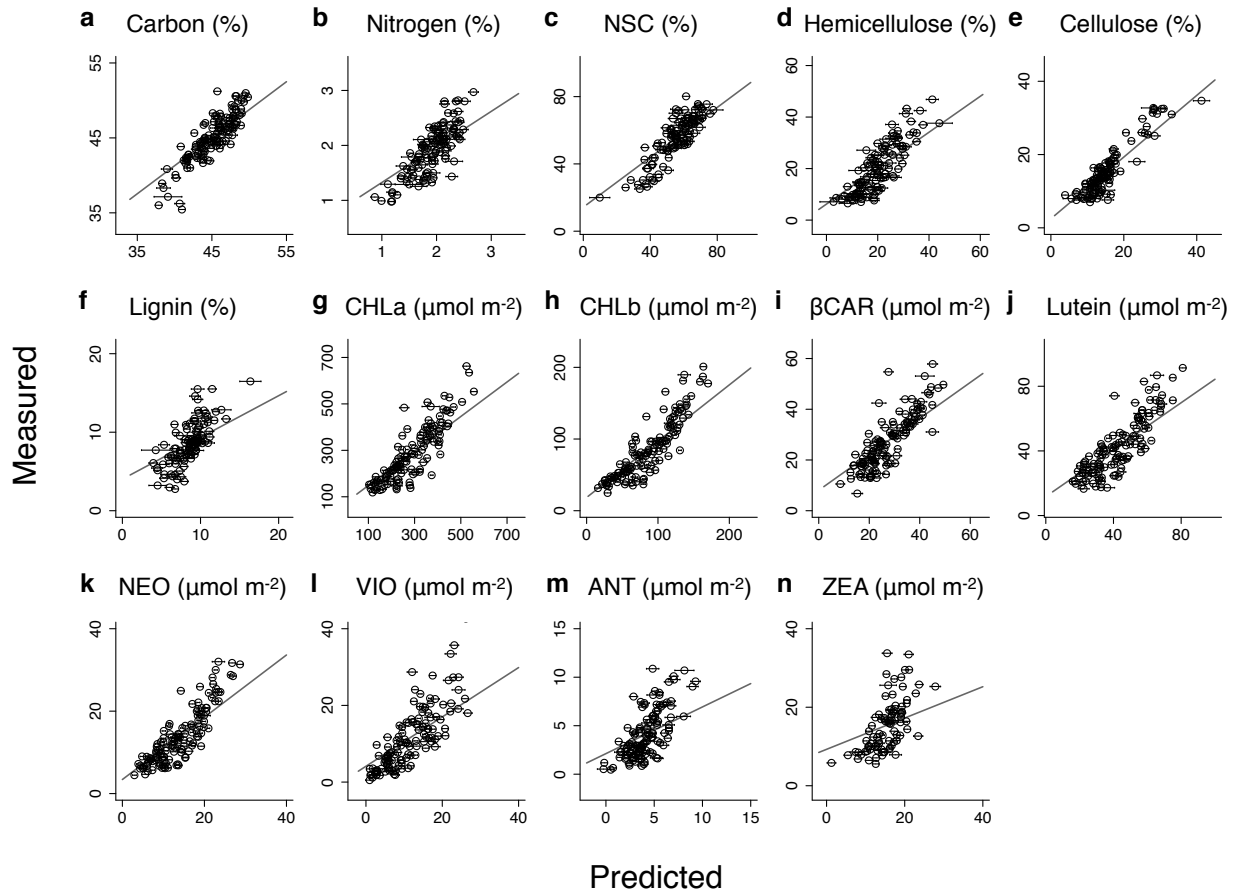 a Carbon (%) b Nitrogen (%) c NSC (%) d Hemicellulose (%) e Cellulose (%)
55
45
35
35 45 55
3
2
1
1 2 3
80
40
0
0 40 80
60
40
20
0
0 20 40 60
40
20
0
0 20 40
f Lignin (%) g CHLa (µmol m-2) h CHLb (µmol m-2) i βCAR (µmol m-2) j Lutein (µmol m-2)
20
10
0
0 10 20
700
500
300
100
100 300 500 700
200
100
0
0 100 200
60
40
20
0
0 20 40 60
80
40
0
0 40 80
Measured
k NEO (µmol m-2) l VIO (µmol m-2) m ANT (µmol m-2) n ZEA (µmol m-2)
40
20
0
0 20 40
40
20
0
0 20 40
15
10
5
0
0 5 10 15
40
20
0
0 20 40
Predicted